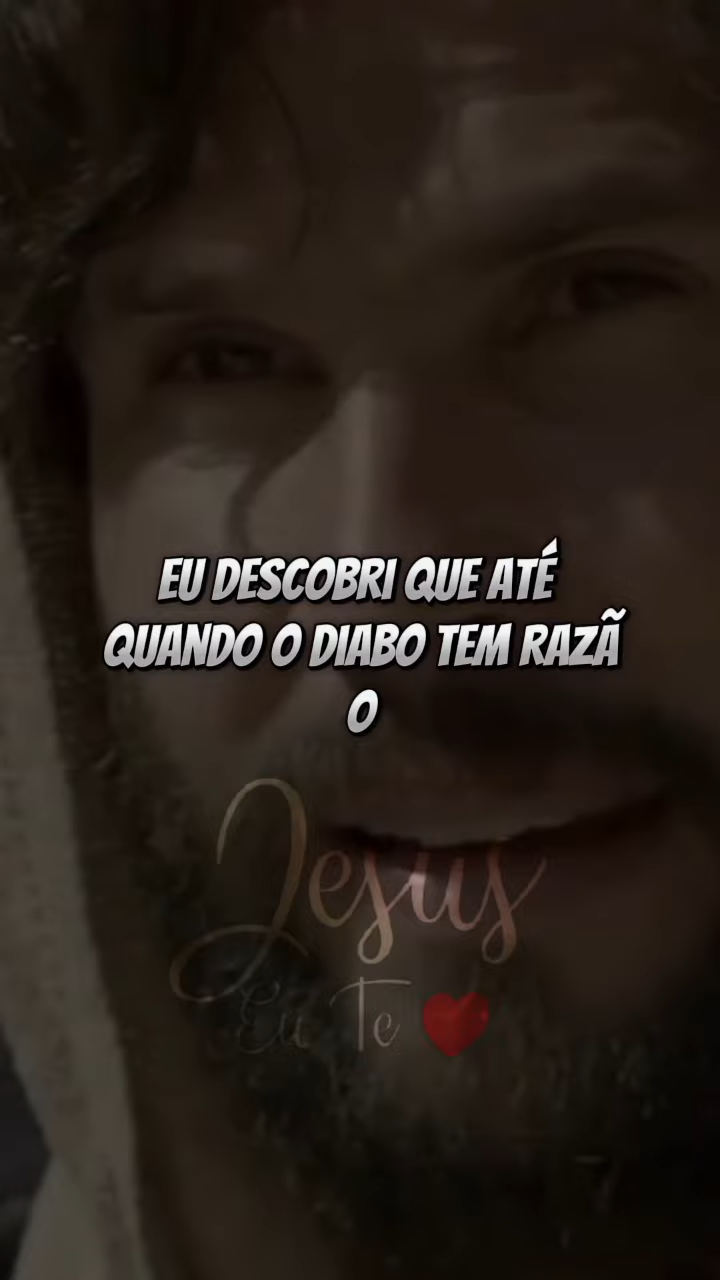 EU DESCOBRI QUE ATÉ
QUANDO O DIABO TEM RAZÃ
O
Jesus
Eu Te ❤️